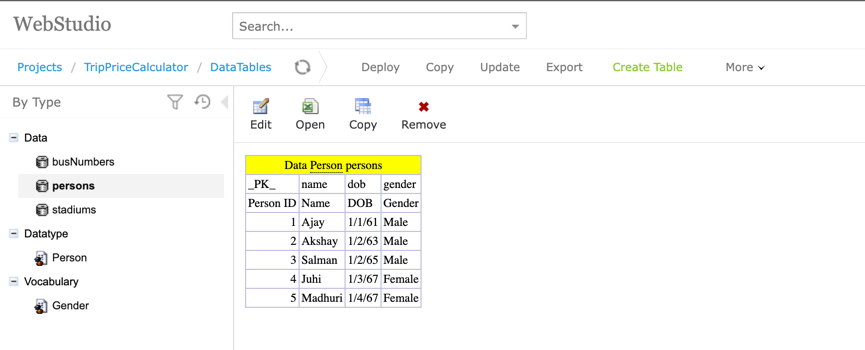 WebStudio
Search...
Projects / TripPriceCalculator / DataTables
Deploy Copy Update Export Create Table More
By Type
Data
busNumbers
persons
stadiums
Datatype
Person
Vocabulary
Gender
Edit Open Copy Remove
Data Person persons
_PK_ name dob gender
Person ID Name DOB Gender
1 Ajay 1/1/61 Male
2 Akshay 1/2/63 Male
3 Salman 1/2/65 Male
4 Juhi 1/3/67 Female
5 Madhuri 1/4/67 Female